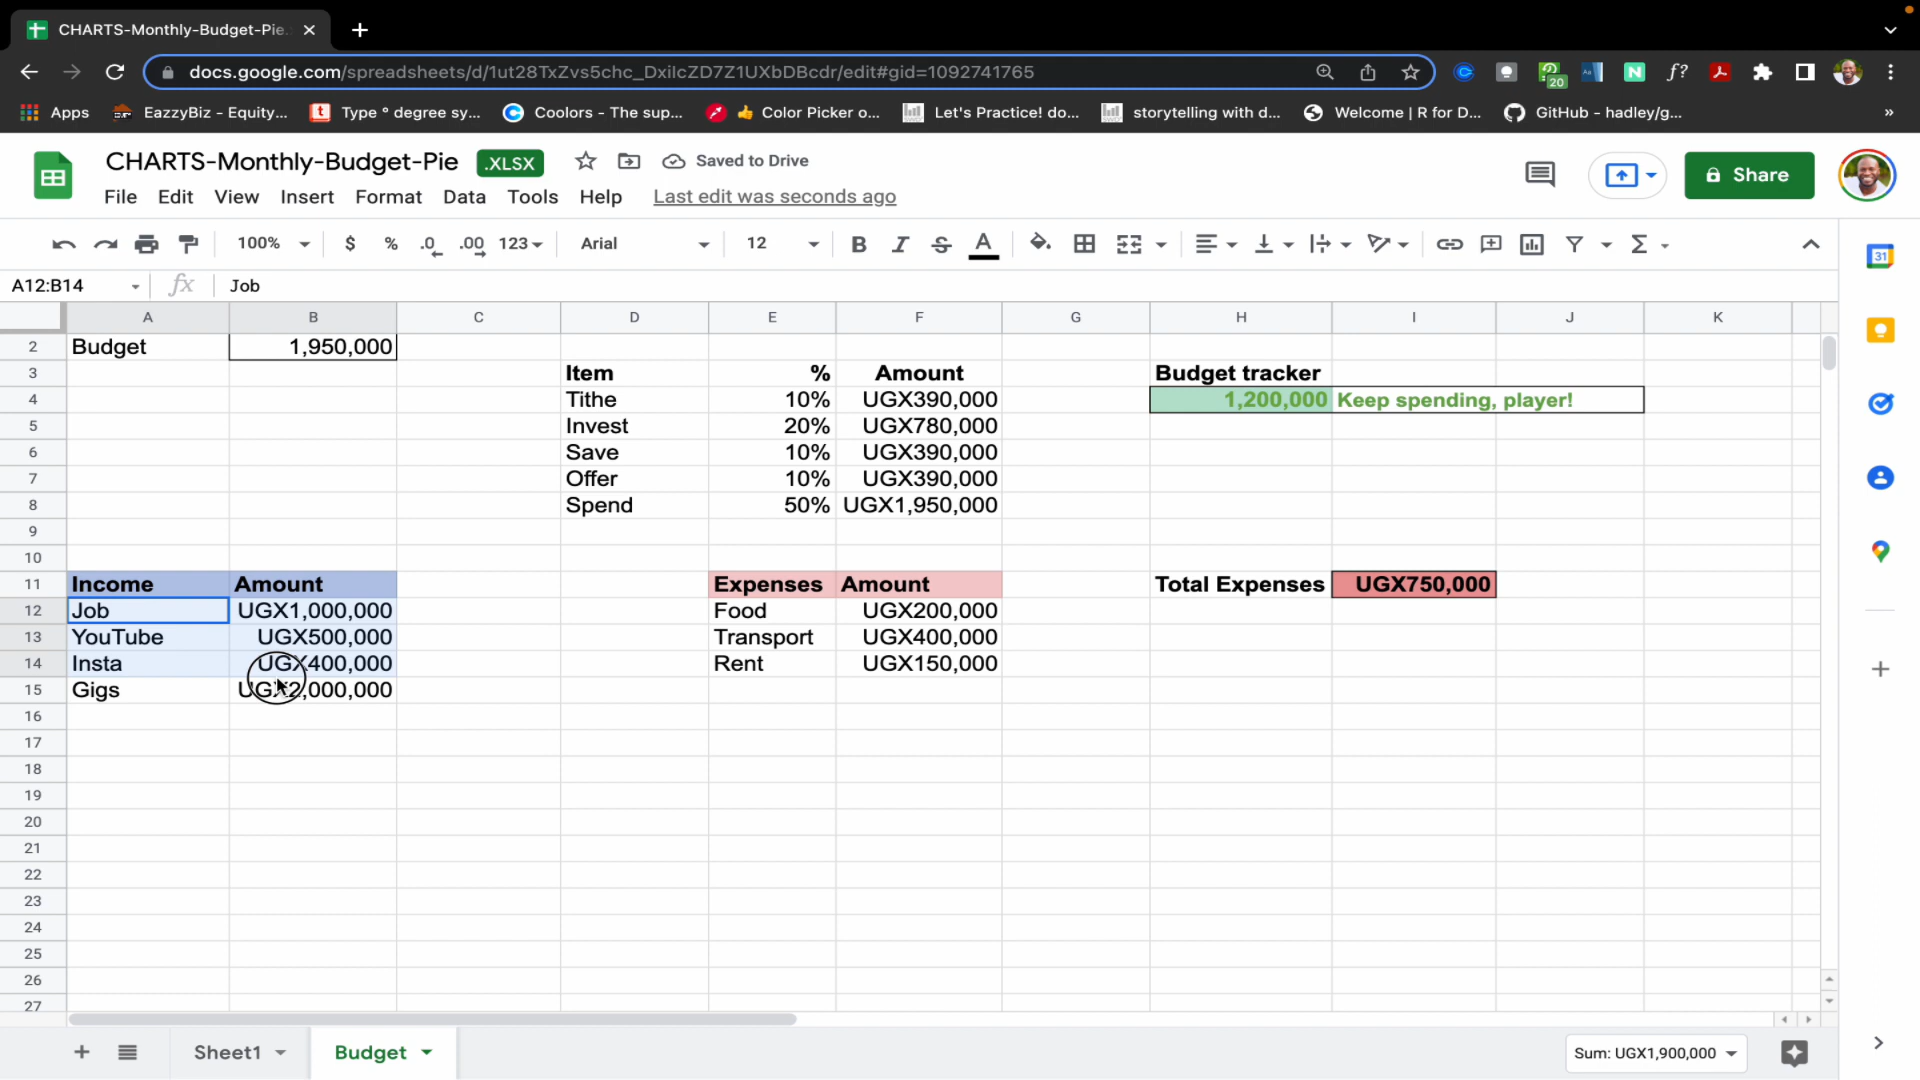 CHARTS-Monthly-Budget-Pie.
docs.google.com/spreadsheets/d/1ut28TxZvs5chc_DxiIcZD7Z1UXbDBcdr/edit#gid=1092741765
20
f?
Apps
EazzyBiz - Equity...
Type ° degree sy...
Coolors - The sup...
👍 Color Picker o...
Let's Practice! do...
storytelling with d...
Welcome | R for D...
GitHub - hadley/g...
»
CHARTS-Monthly-Budget-Pie .XLSX Saved to Drive
Share
File Edit View Insert Format Data Tools Help Last edit was seconds ago
100% $ % .0 .00 123 Arial 12 B I S A Σ
31
A12:B14 fx Job
A B C D E F G H I J K
2 Budget 1,950,000
3 Item % Amount Budget tracker
4 Tithe 10% UGX390,000 1,200,000 Keep spending, player!
5 Invest 20% UGX780,000
6 Save 10% UGX390,000
7 Offer 10% UGX390,000
8 Spend 50% UGX1,950,000
9
10
11 Income Amount Expenses Amount Total Expenses UGX750,000
12 Job UGX1,000,000 Food UGX200,000
13 YouTube UGX500,000 Transport UGX400,000
14 Insta UGX400,000 Rent UGX150,000
15 Gigs UGX2,000,000
16
17
18
19
20
21
22
23
24
25
26
27
Sheet1 Budget Sum: UGX1,900,000